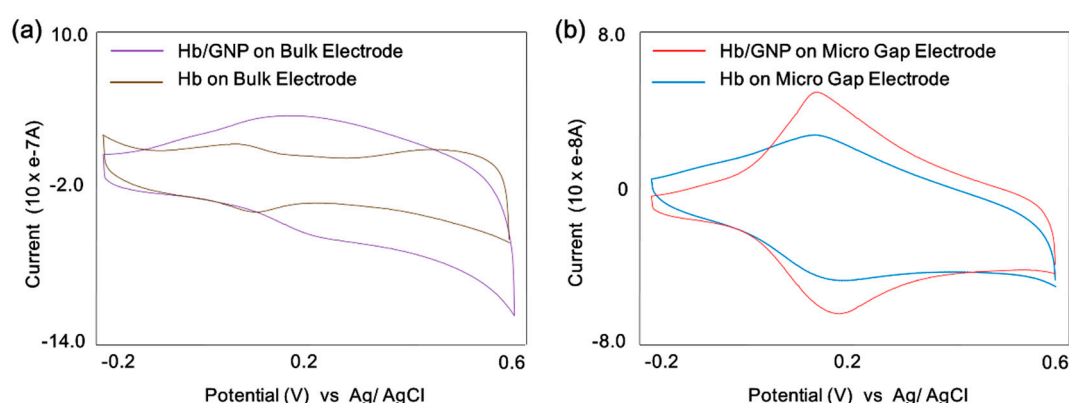 (a)
10.0
Hb/GNP on Bulk Electrode
Hb on Bulk Electrode
Current (10 x e-7A)
-2.0
-14.0
-0.2 0.2 0.6
Potential (V) vs Ag/ AgCl
(b)
8.0
Hb/GNP on Micro Gap Electrode
Hb on Micro Gap Electrode
Current (10 x e-8A)
0
-8.0
-0.2 0.2 0.6
Potential (V) vs Ag/ AgCl